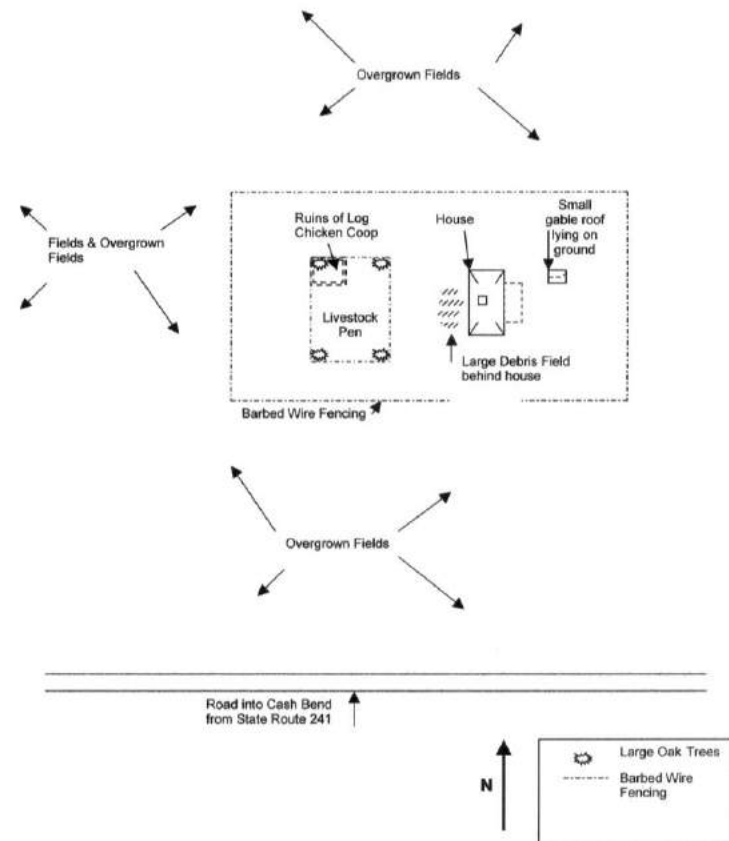 Overgrown Fields
Small
gable roof
lying on
ground
House
Ruins of Log
Chicken Coop
Fields & Overgrown
Fields
Livestock
Pen
Large Debris Field
behind house
Barbed Wire Fencing
Overgrown Fields
Road into Cash Bend
from State Route 241
N
Large Oak Trees
Barbed Wire
Fencing